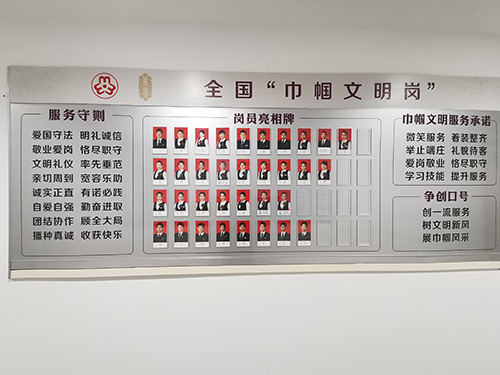 全国“巾帼文明岗”
服务守则
爱国守法 明礼诚信
敬业爱岗 恪尽职守
文明礼仪 率先垂范
亲切周到 宽容乐助
诚实正直 有诺必践
自爱自强 勤奋进取
团结协作 顾全大局
播种真诚 收获快乐
岗员亮相牌
巾帼文明服务承诺
微笑服务 着装整齐
举止端庄 礼貌待客
爱岗敬业 恪尽职守
学习技能 提升服务
争创口号
创一流服务
树文明新风
展巾帼风采